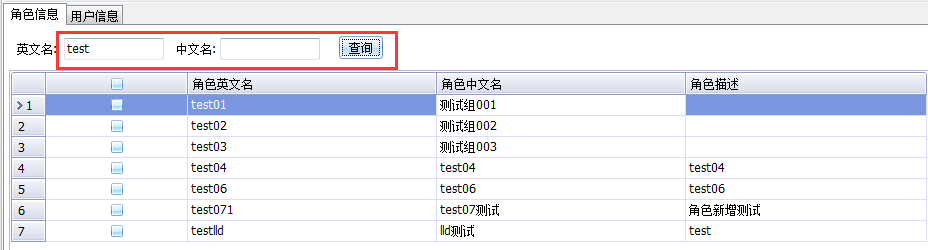 角色信息 用户信息
英文名: test 中文名: 查询
角色英文名 角色中文名 角色描述
1 test01 测试组001
2 test02 测试组002
3 test03 测试组003
4 test04 test04 test04
5 test06 test06 test06
6 test071 test07测试 角色新增测试
7 testlld lld测试 test